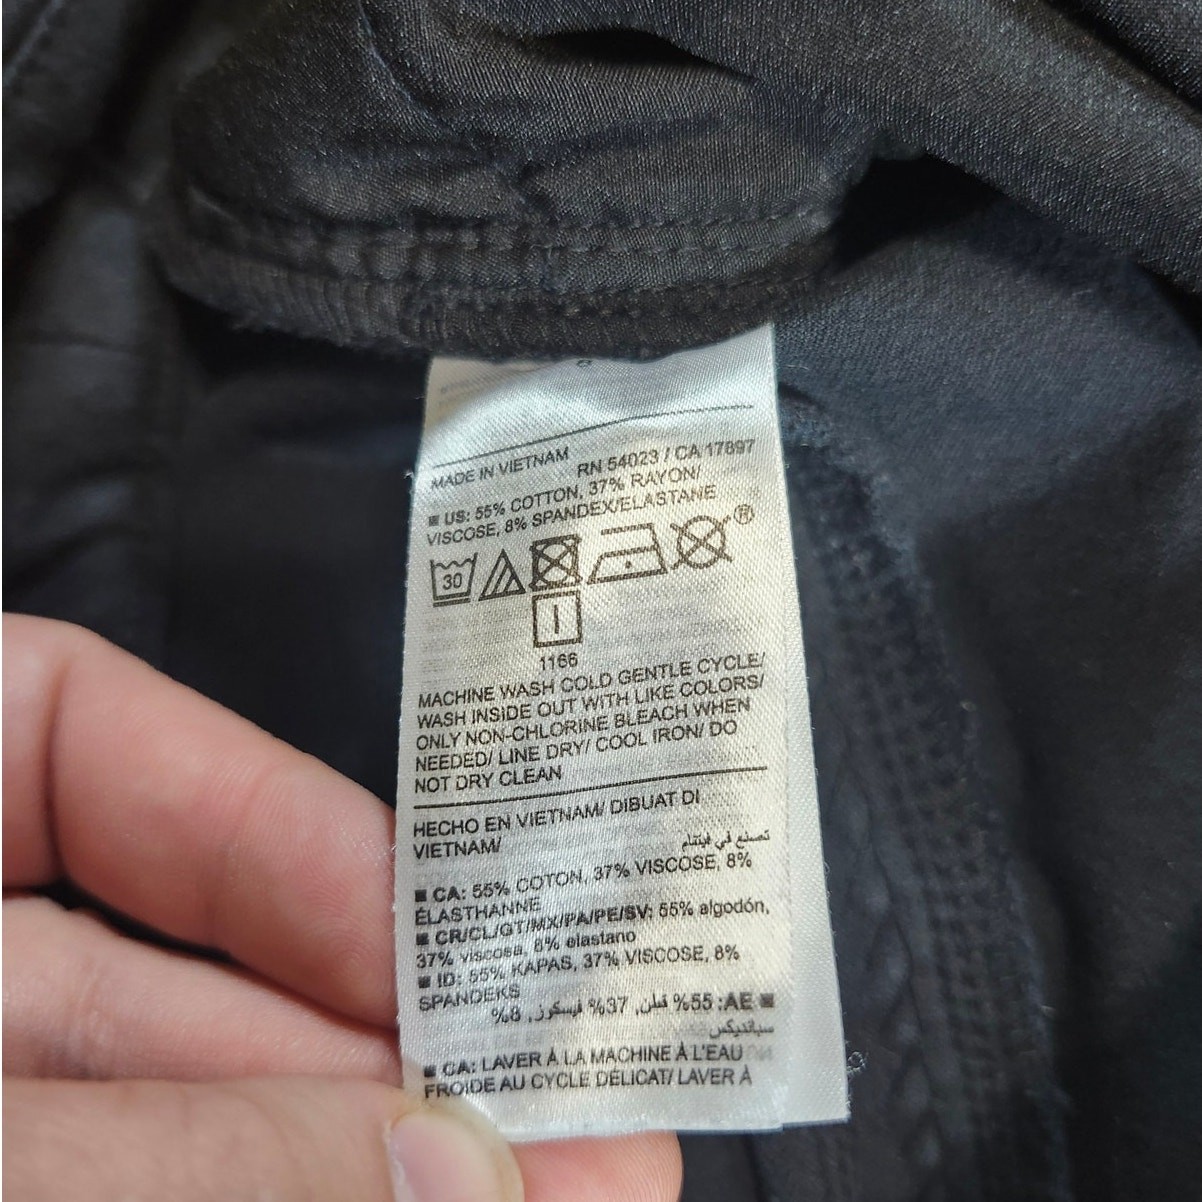 MADE IN VIETNAM
RN 54023 / CA 17897
US: 55% COTTON, 37% RAYON/
VISCOSE, 8% SPANDEX/ELASTANE
30
®
1166
MACHINE WASH COLD GENTLE CYCLE/
WASH INSIDE OUT WITH LIKE COLORS/
ONLY NON-CHLORINE BLEACH WHEN
NEEDED/ LINE DRY/ COOL IRON/ DO
NOT DRY CLEAN
HECHO EN VIETNAM/ DIBUAT DI
VIETNAM/ تصنع في فيتنام
■ CA: 55% COTON, 37% VISCOSE, 8%
ÉLASTHANNE
■ CR/CL/GT/MX/PA/PE/SV: 55% algodón,
37% viscosa, 8% elastano
■ ID: 55% KAPAS, 37% VISCOSE, 8%
SPANDEKS
■ AE: 55% قطن, 37% فيسكوز, 8%
سباندیكس
■ CA: LAVER À LA MACHINE À L'EAU
FROIDE AU CYCLE DÉLICAT/ LAVER À